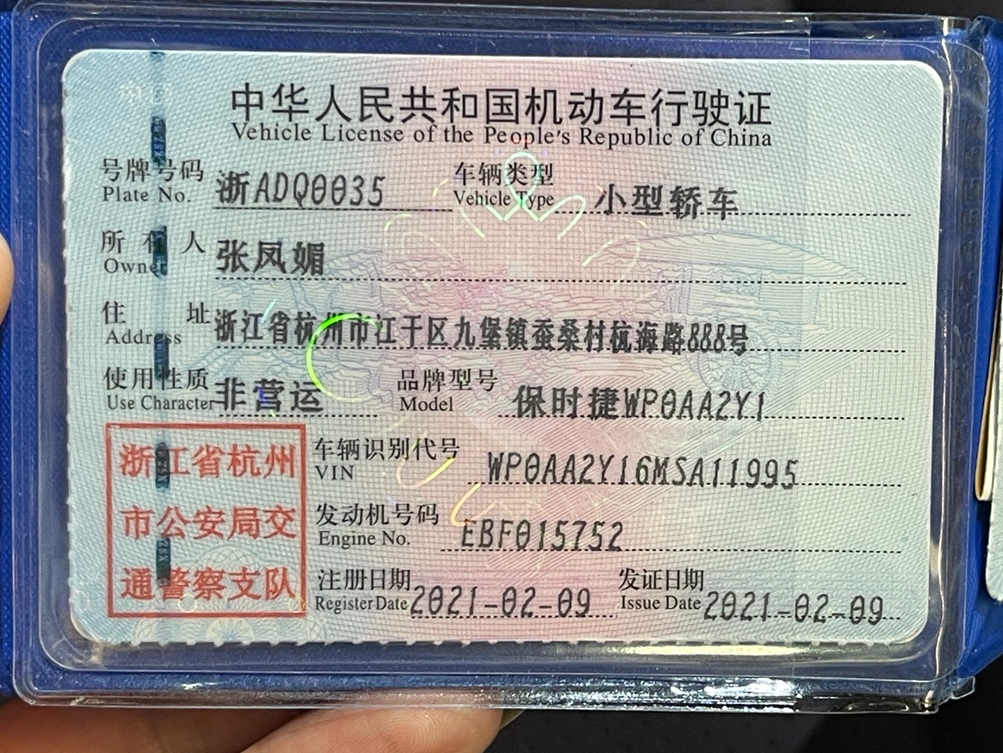 中华人民共和国机动车行驶证
Vehicle License of the People's Republic of China
号牌号码 浙ADQ0035 车辆类型 小型轿车
Plate No. Vehicle Type
所有人 张凤媚
Owner
住址 浙江省杭州市江干区九堡镇蚕桑村杭海路888号
Address
使用性质 非营运 品牌型号 保时捷WP0AA2Y1
Use Character Model
浙江省杭州
市公安局交
通警察支队
车辆识别代号 WP0AA2Y16MSA11995
VIN
发动机号码 EBF015752
Engine No.
注册日期 2021-02-09 发证日期 2021-02-09
Register Date Issue Date